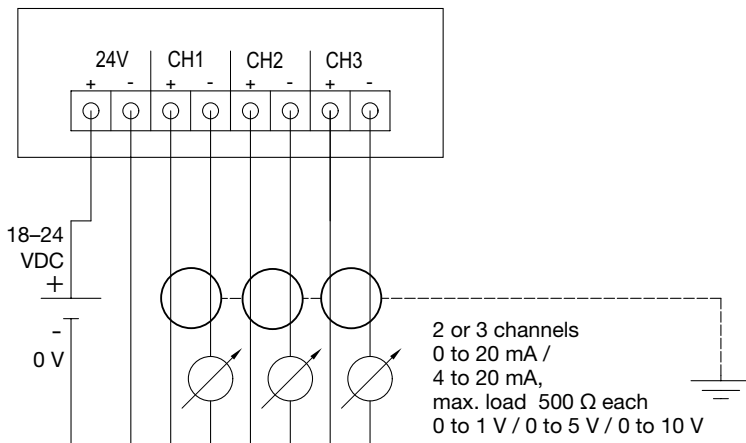 24V CH1 CH2 CH3
+ - + - + - + -
18–24
VDC
+
-
0 V
2 or 3 channels
0 to 20 mA /
4 to 20 mA,
max. load 500 Ω each
0 to 1 V / 0 to 5 V / 0 to 10 V